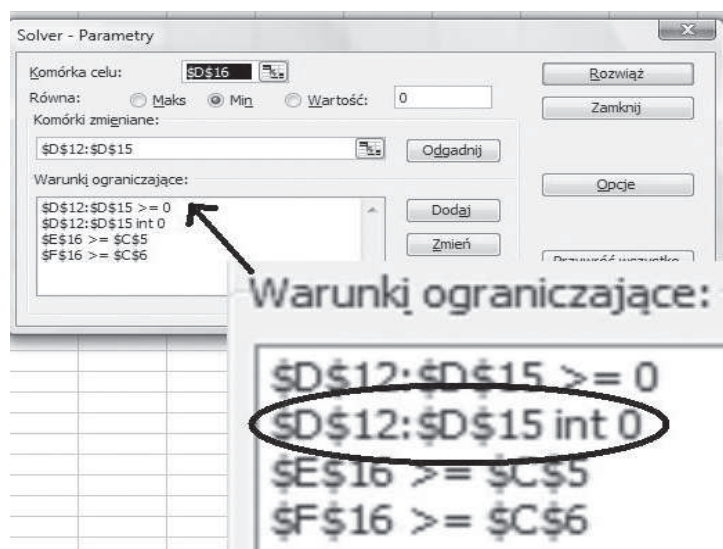 Solver - Parametry
Komórka celu: $D$16
Rozwiąż
Równa: Maks Min Wartość: 0
Zamknij
Komórki zmieniane:
$D$12:$D$15
Odgadnij
Warunki ograniczające:
Opcje
$D$12:$D$15 >= 0
$D$12:$D$15 int 0
$E$16 >= $C$5
$F$16 >= $C$6
Dodaj
Zmień
Przywróć wszystko
Warunki ograniczające:
$D$12:$D$15 >= 0
$D$12:$D$15 int 0
$E$16 >= $C$5
$F$16 >= $C$6